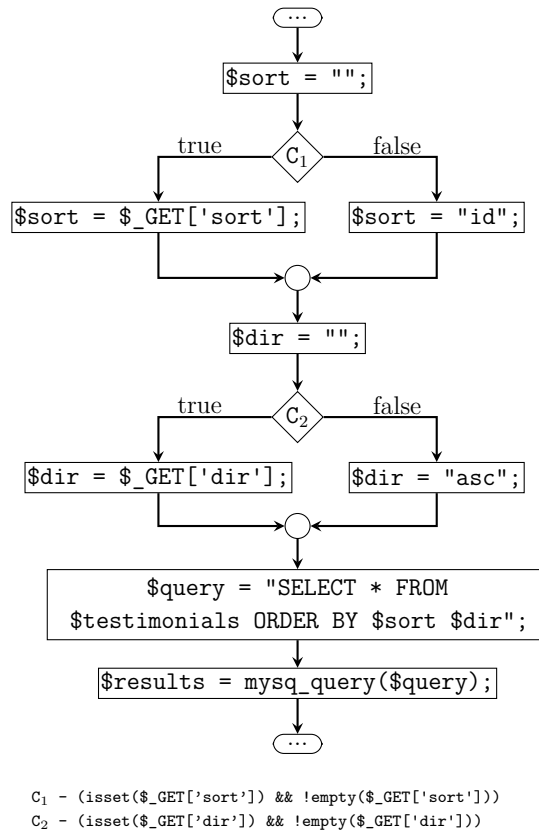 ...
$sort = "";
C1
true
false
$sort = $_GET['sort'];
$sort = "id";
$dir = "";
true
false
C2
$dir = $_GET['dir'];
$dir = "asc";
$query = "SELECT * FROM
$testimonials ORDER BY $sort $dir";
$results = mysq_query($query);
...
C1 - (isset($_GET['sort']) && !empty($_GET['sort']))
C2 - (isset($_GET['dir']) && !empty($_GET['dir']))